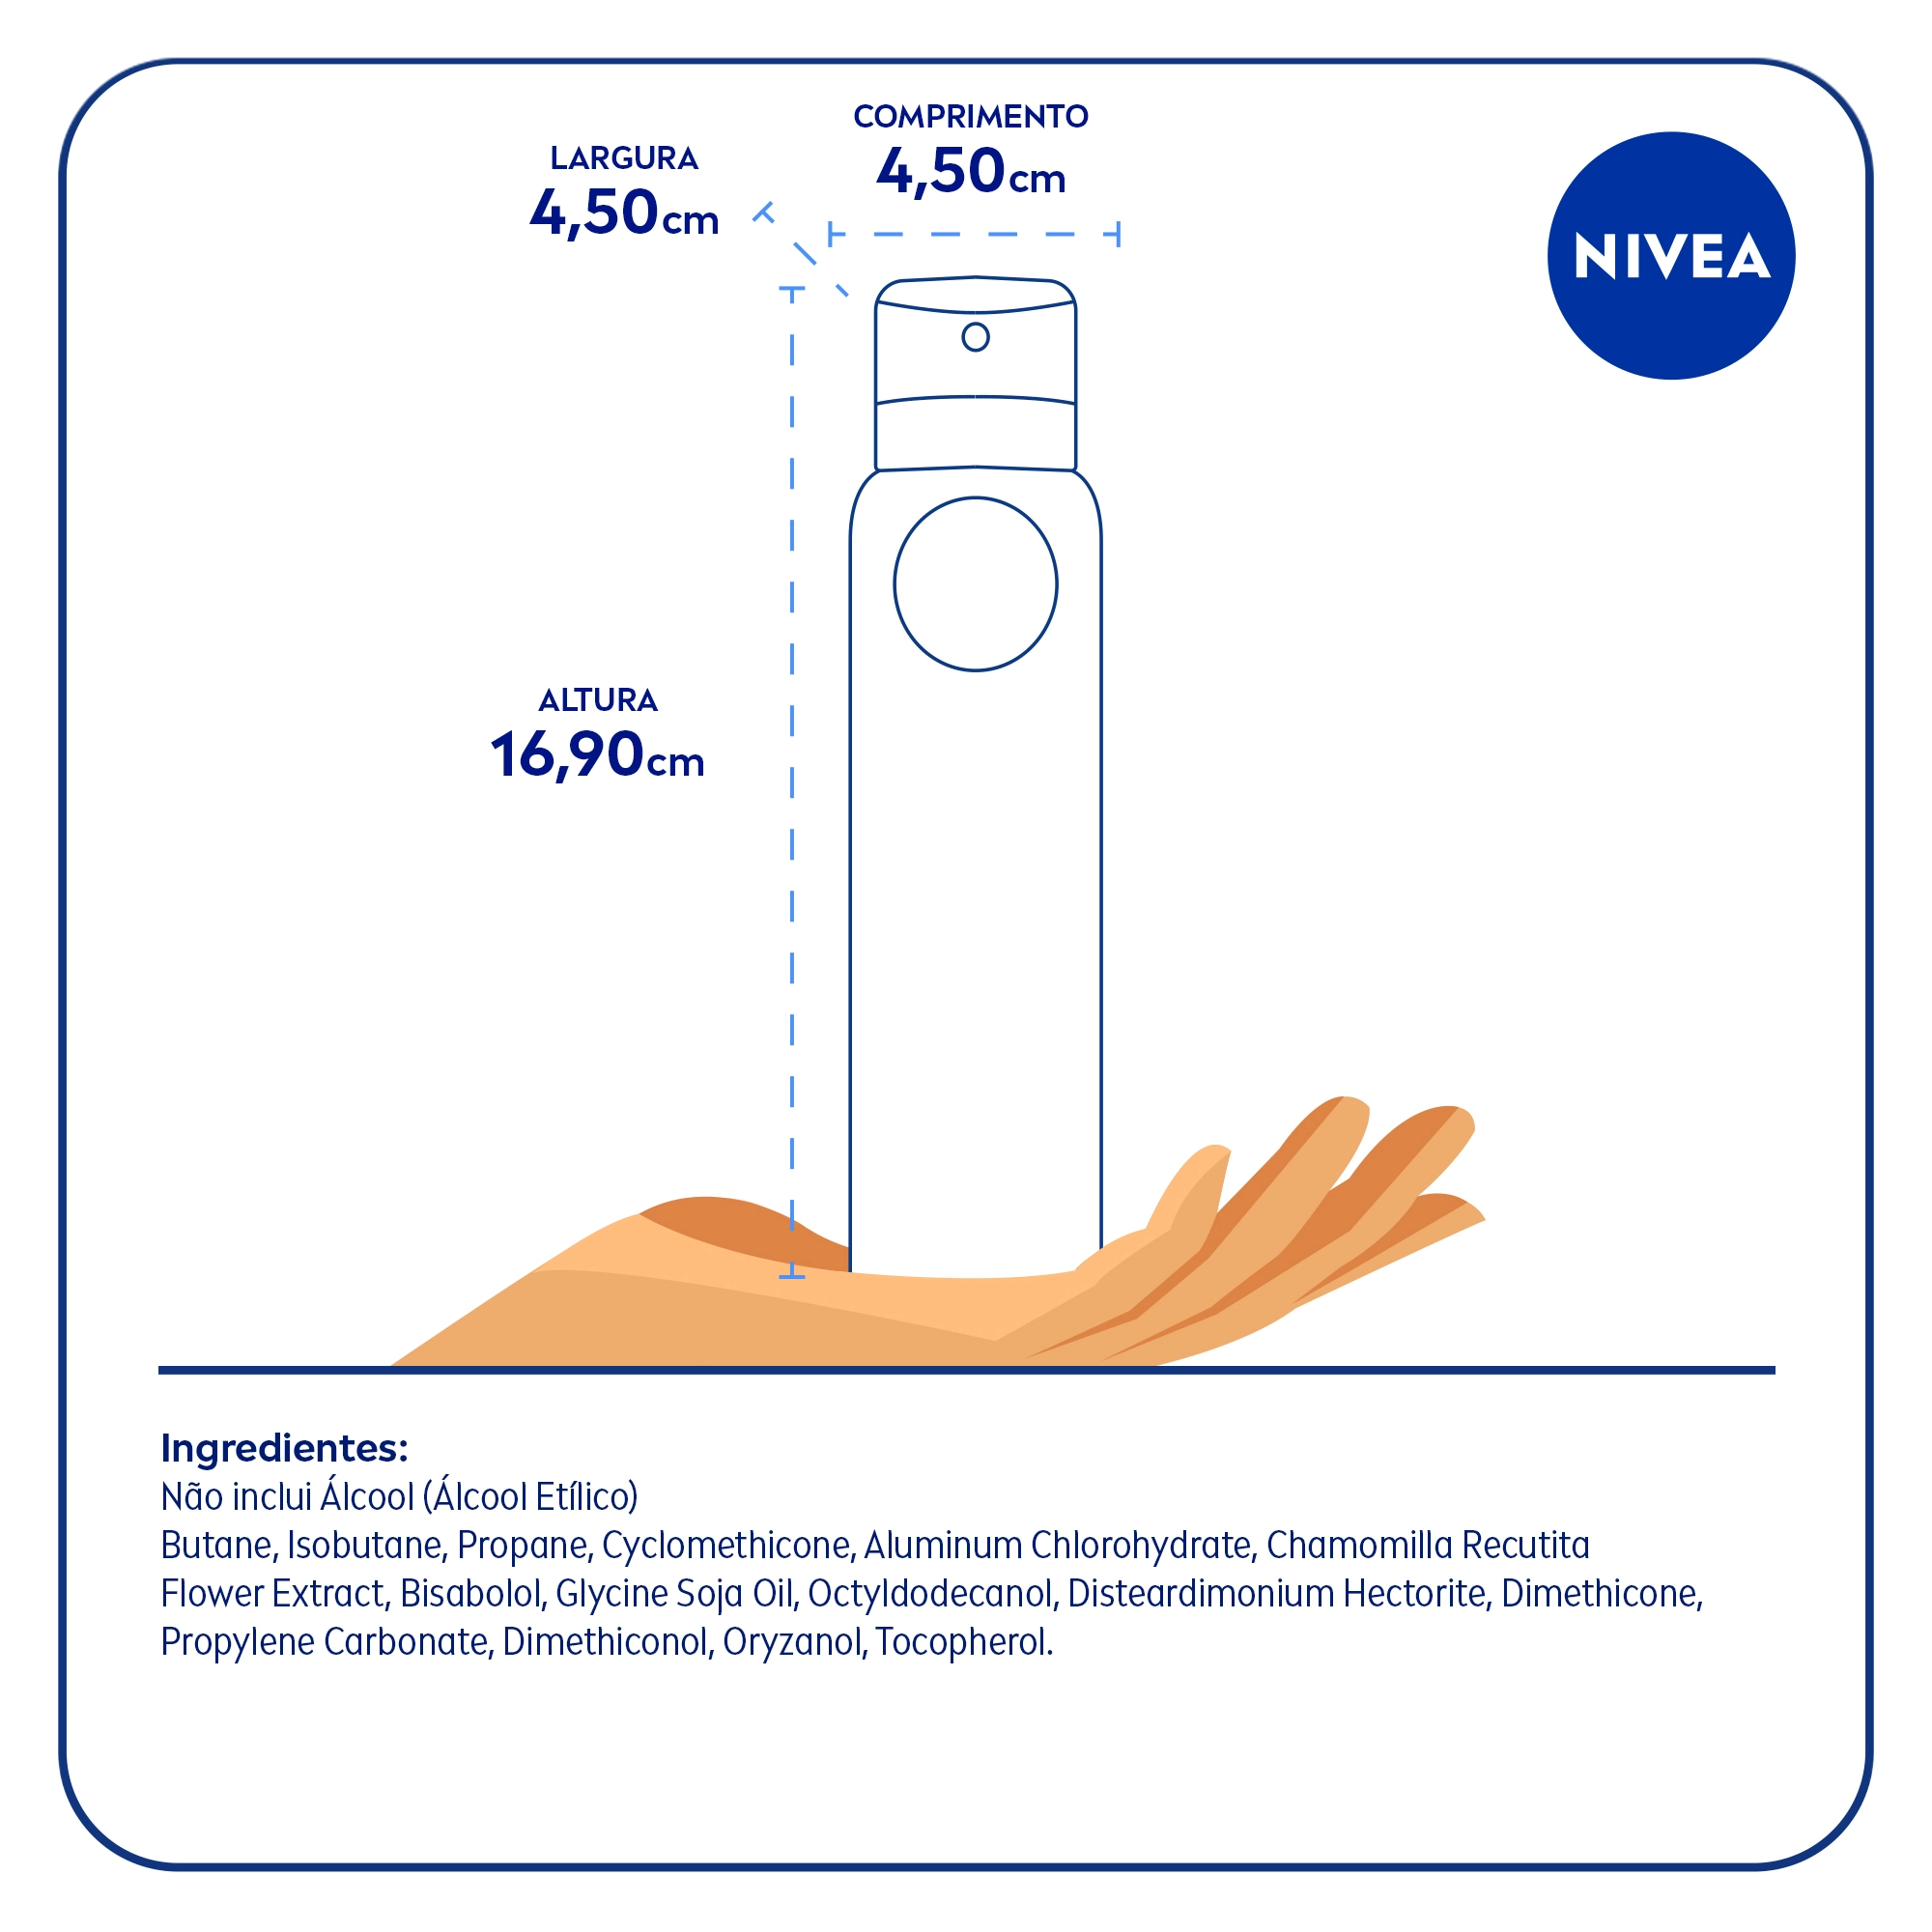 COMPRIMENTO
4,50cm
LARGURA
4,50cm
NIVEA
ALTURA
16,90cm
Ingredientes:
Não inclui Álcool (Álcool Etílico)
Butane, Isobutane, Propane, Cyclomethicone, Aluminum Chlorohydrate, Chamomilla Recutita
Flower Extract, Bisabolol, Glycine Soja Oil, Octyldodecanol, Disteardimonium Hectorite, Dimethicone,
Propylene Carbonate, Dimethiconol, Oryzanol, Tocopherol.